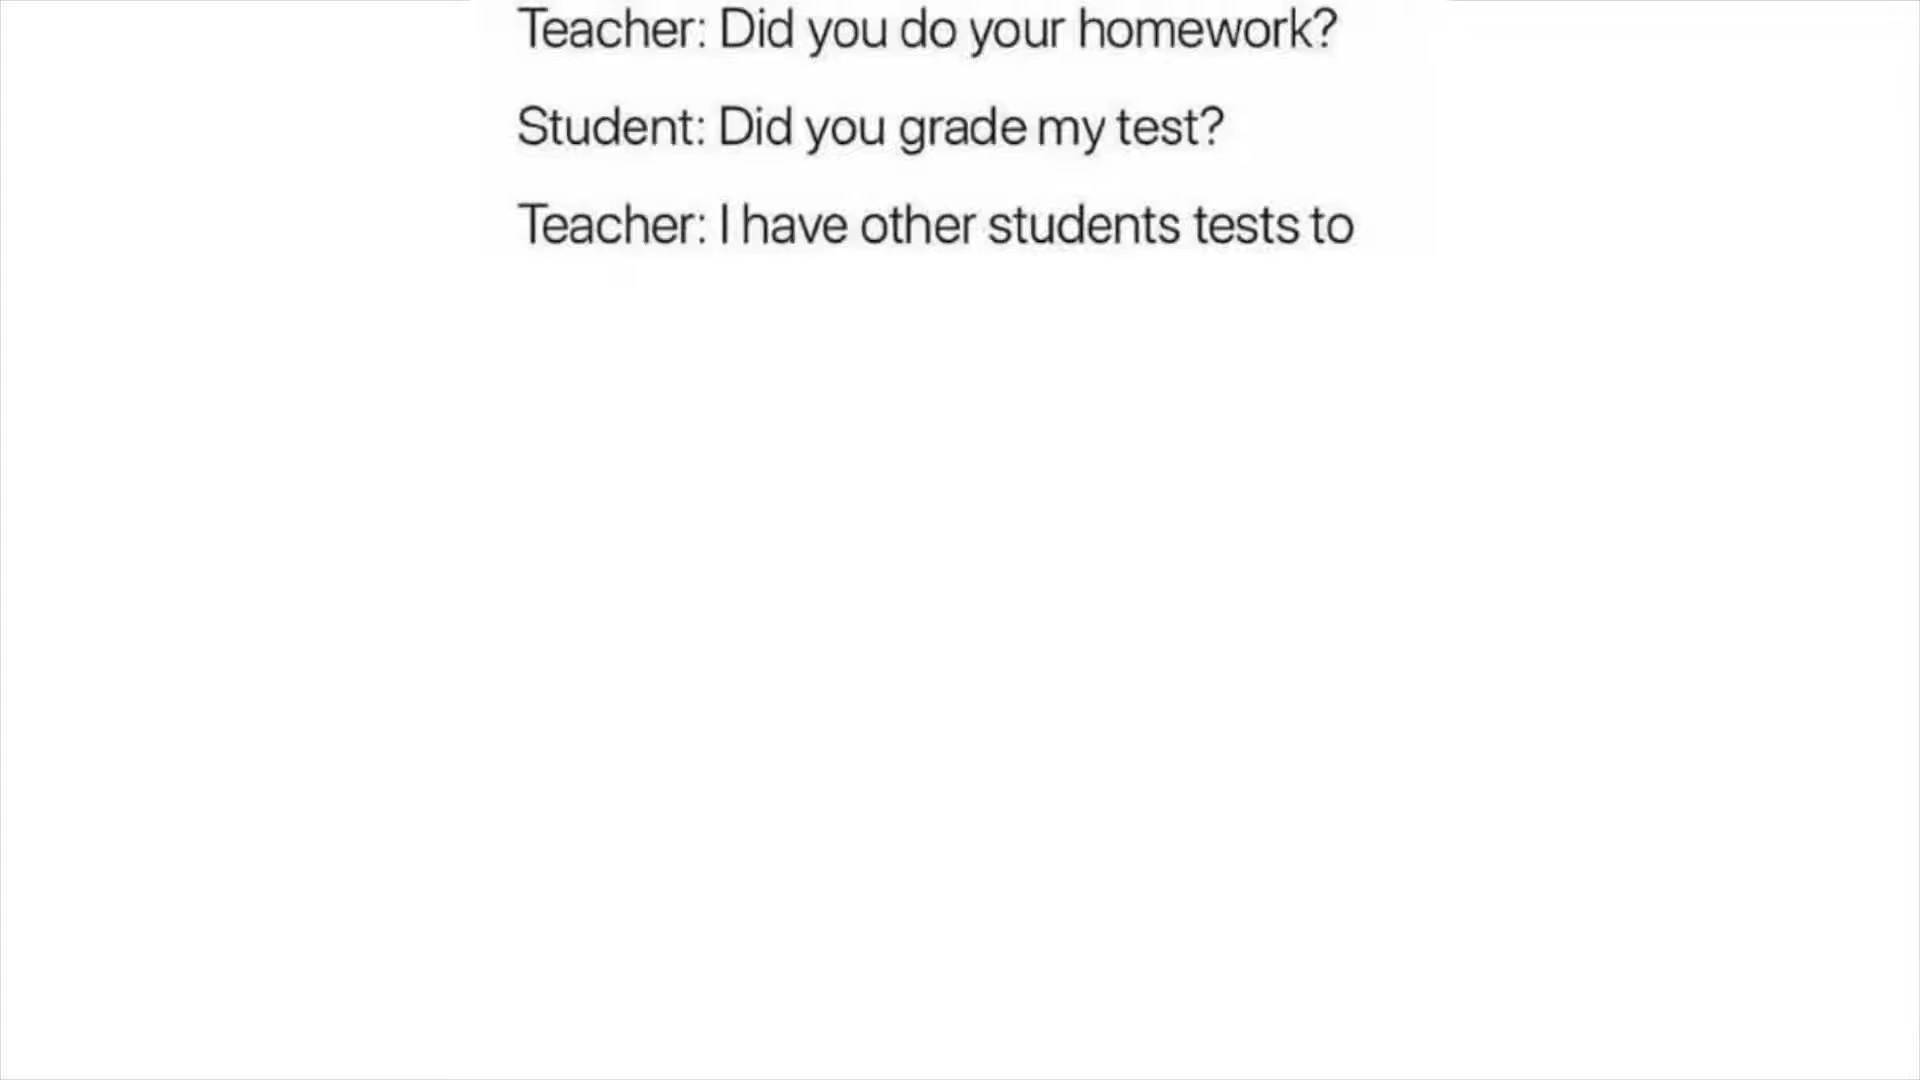 Teacher: Did you do your homework?
Student: Did you grade my test?
Teacher: I have other students tests to